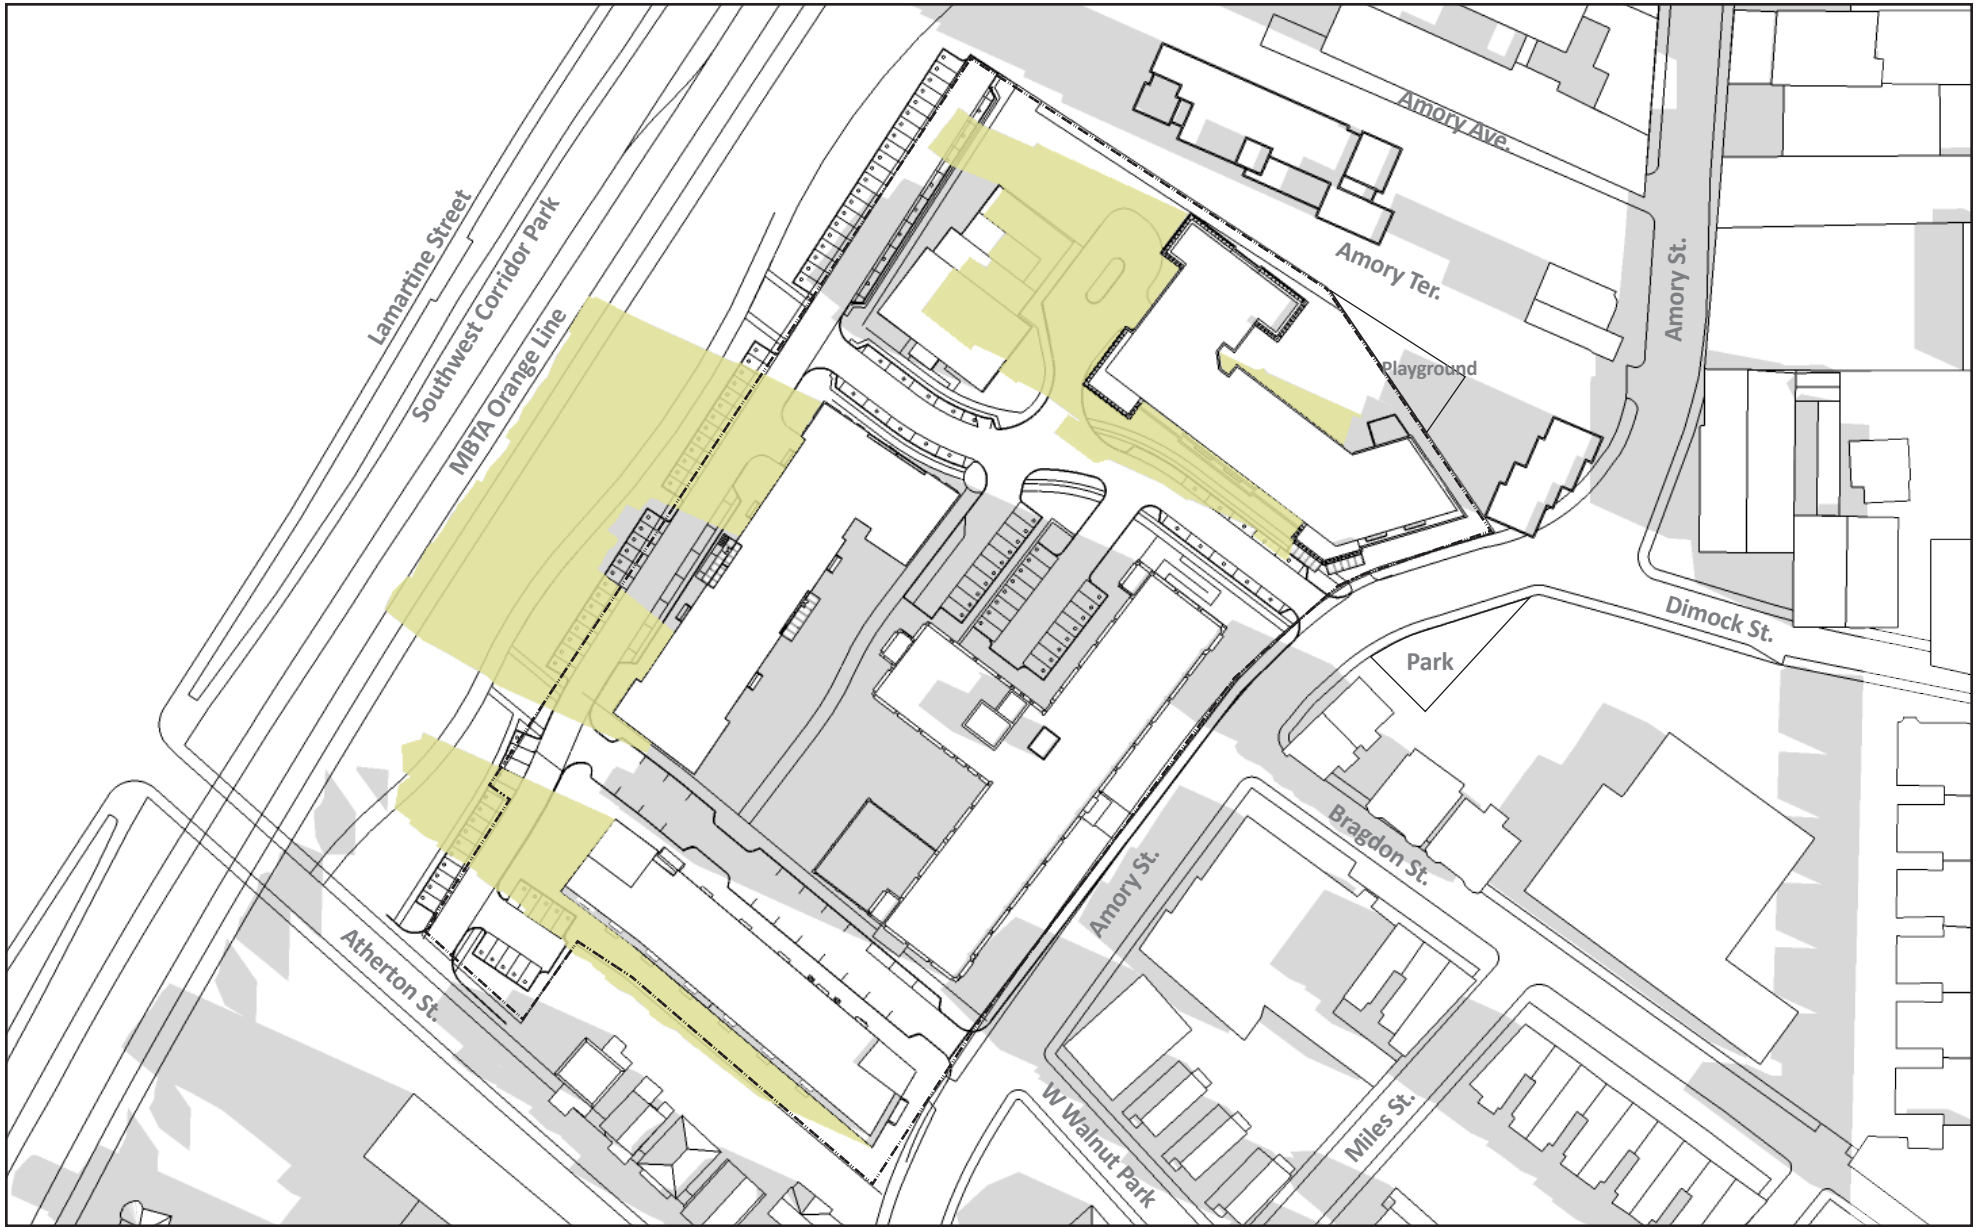 Amory Ave.
Lamartine Street
Southwest Corridor Park
MBTA Orange Line
Amory Ter.
Amory St.
Playground
Dimock St.
Park
Bragdon St.
Amory St.
Atherton St.
W Walnut Park
Miles St.